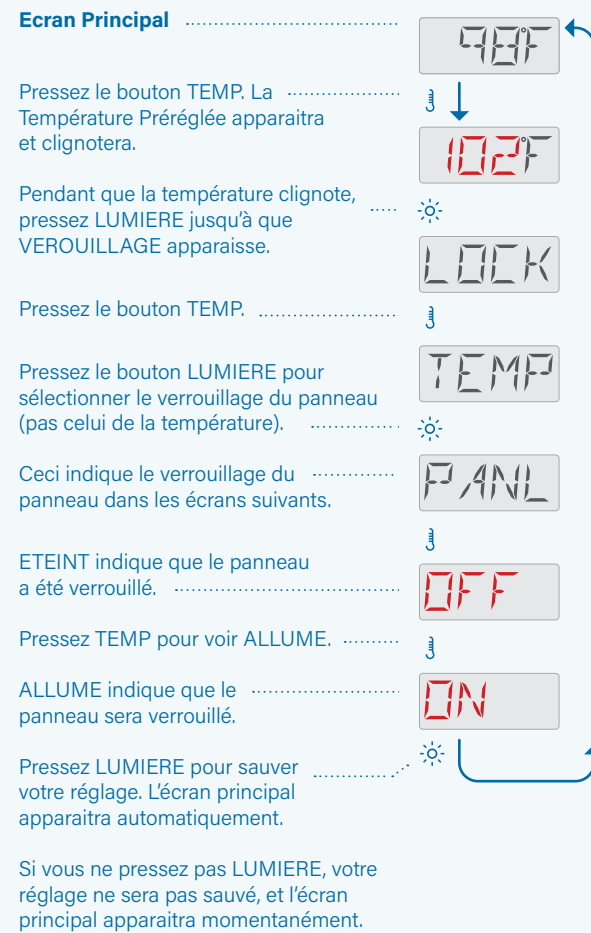 Ecran Principal
98°F
Pressez le bouton TEMP. La
Température Préréglée apparaitra
et clignotera.
102°F
Pendant que la température clignote,
pressez LUMIERE jusqu'à que
VEROUILLAGE apparaisse.
LOCK
Pressez le bouton TEMP.
TEMP
Pressez le bouton LUMIERE pour
sélectionner le verrouillage du panneau
(pas celui de la température).
PANL
Ceci indique le verrouillage du
panneau dans les écrans suivants.
ETEINT indique que le panneau
a été verrouillé.
OFF
Pressez TEMP pour voir ALLUME.
ALLUME indique que le
panneau sera verrouillé.
ON
Pressez LUMIERE pour sauver
votre réglage. L'écran principal
apparaitra automatiquement.
Si vous ne pressez pas LUMIERE, votre
réglage ne sera pas sauvé, et l'écran
principal apparaitra momentanément.